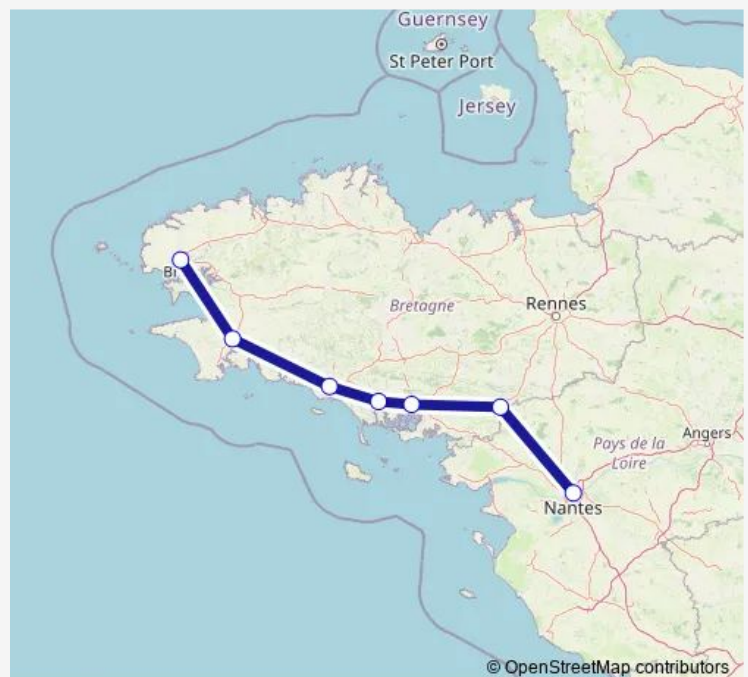 Guernsey
St Peter Port
Jersey
Rennes
Bretagne
Angers
Pays de la
Loire
Nantes
© OpenStreetMap contributors